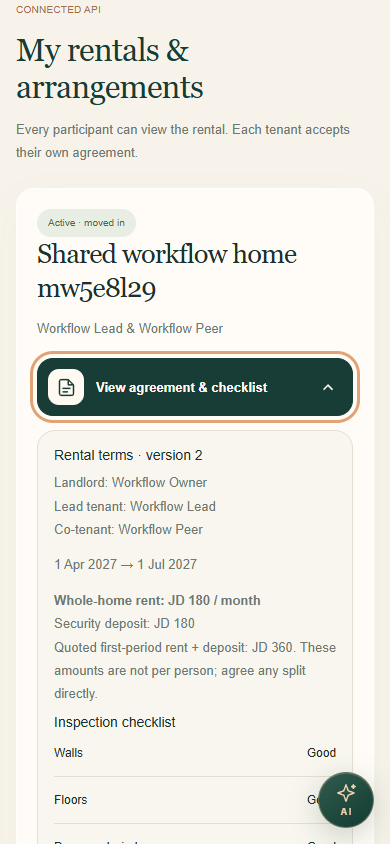 CONNECTED API
My rentals &
arrangements
Every participant can view the rental. Each tenant accepts
their own agreement.
Active · moved in
Shared workflow home
mw5e8l29
Workflow Lead & Workflow Peer
View agreement & checklist
Rental terms · version 2
Landlord: Workflow Owner
Lead tenant: Workflow Lead
Co-tenant: Workflow Peer
1 Apr 2027 → 1 Jul 2027
Whole-home rent: JD 180 / month
Security deposit: JD 180
Quoted first-period rent + deposit: JD 360. These
amounts are not per person; agree any split
directly.
Inspection checklist
Walls Good
Floors
AI